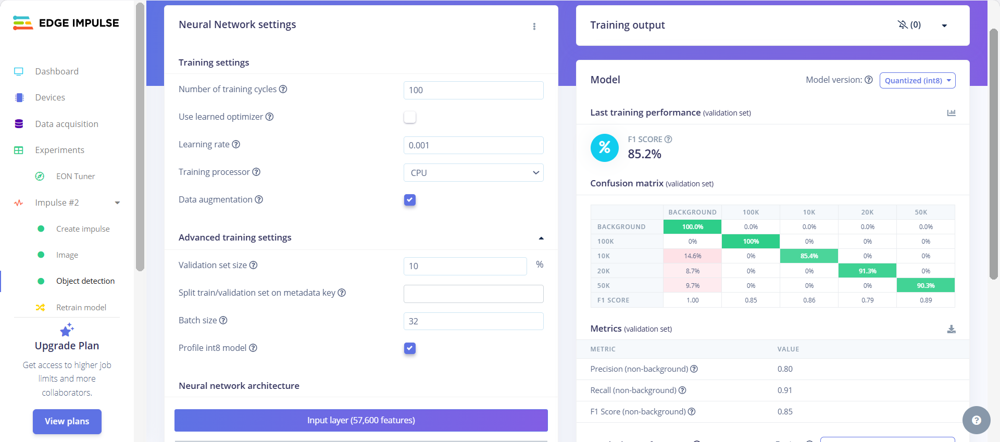 EDGE IMPULSE
Dashboard
Devices
Data acquisition
Experiments
EON Tuner
Impulse #2
Create impulse
Image
Object detection
Retrain model
Upgrade Plan
Get access to higher job
limits and more
collaborators.
View plans
Neural Network settings
Training settings
Number of training cycles
100
Use learned optimizer
Learning rate
0.001
Training processor
CPU
Data augmentation
Advanced training settings
Validation set size
10 %
Split train/validation set on metadata key
Batch size
32
Profile int8 model
Neural network architecture
Input layer (57,600 features)
Training output
(0)
Model
Model version: Quantized (int8)
Last training performance (validation set)
%
F1 SCORE
85.2%
Confusion matrix (validation set)
BACKGROUND 100K 10K 20K 50K
BACKGROUND 100.0% 0.0% 0.0% 0.0% 0.0%
100K 0% 100% 0% 0% 0%
10K 14.6% 0% 85.4% 0% 0%
20K 8.7% 0% 0% 91.3% 0%
50K 9.7% 0% 0% 0% 90.3%
F1 SCORE 1.00 0.85 0.86 0.79 0.89
Metrics (validation set)
METRIC VALUE
Precision (non-background) 0.80
Recall (non-background) 0.91
F1 Score (non-background) 0.85